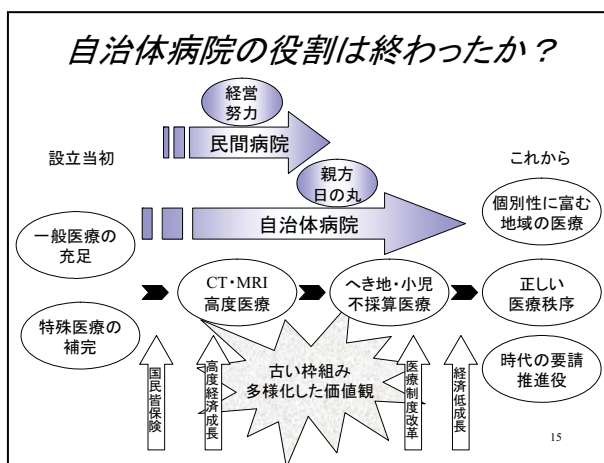 自治体病院の役割は終わったか?
経営
努力
民間病院
設立当初
これから
親方
日の丸
自治体病院
個別性に富む
地域の医療
一般医療の
充足
CT・MRI
高度医療
へき地・小児
不採算医療
正しい
医療秩序
特殊医療の
補完
古い枠組み
多様化した価値観
時代の要請
推進役
国民皆保険
高度経済成長
医療制度改革
経済低成長
15